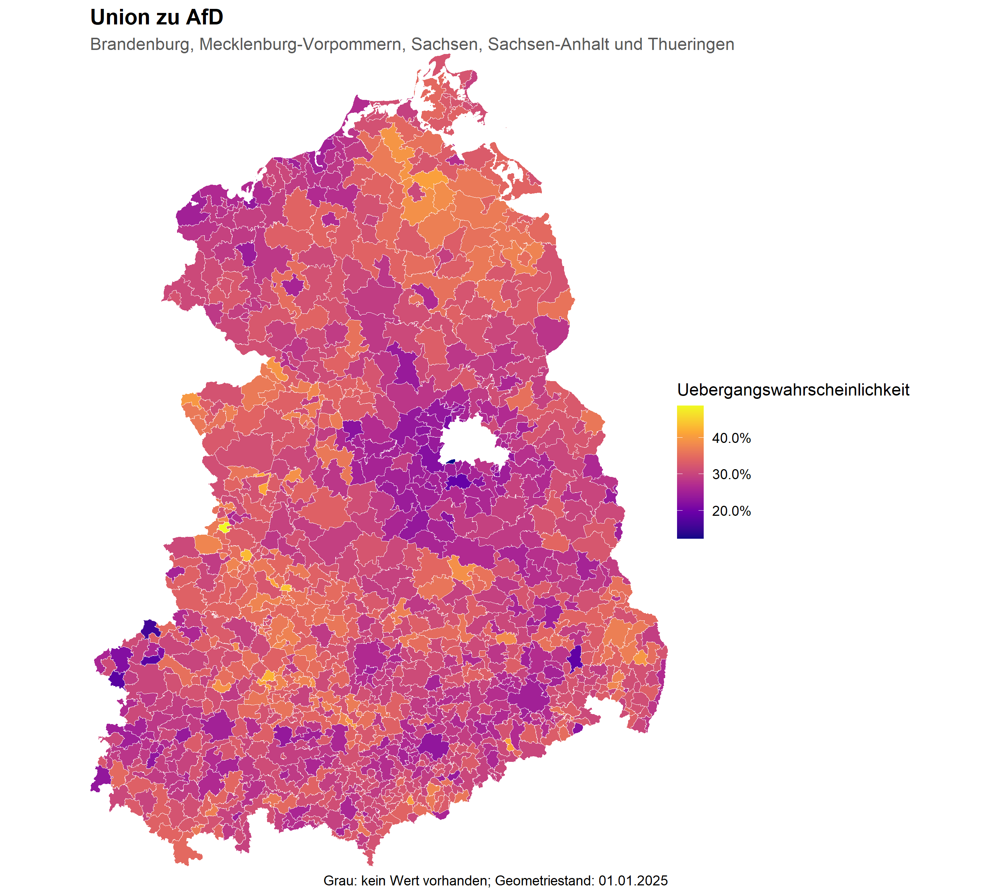 Union zu AfD
Brandenburg, Mecklenburg-Vorpommern, Sachsen, Sachsen-Anhalt und Thueringen
Uebergangswahrscheinlichkeit
40.0%
30.0%
20.0%
Grau: kein Wert vorhanden; Geometriestand: 01.01.2025